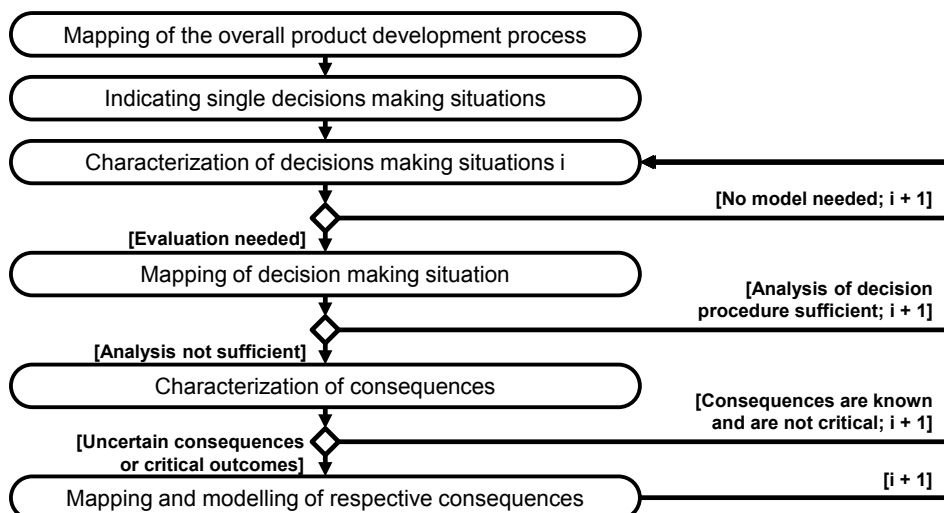 Mapping of the overall product development process
Indicating single decisions making situations
Characterization of decisions making situations i
[No model needed; i + 1]
[Evaluation needed]
Mapping of decision making situation
[Analysis of decision
procedure sufficient; i + 1]
[Analysis not sufficient]
Characterization of consequences
[Consequences are known
and are not critical; i + 1]
[Uncertain consequences
or critical outcomes]
Mapping and modelling of respective consequences
[i + 1]